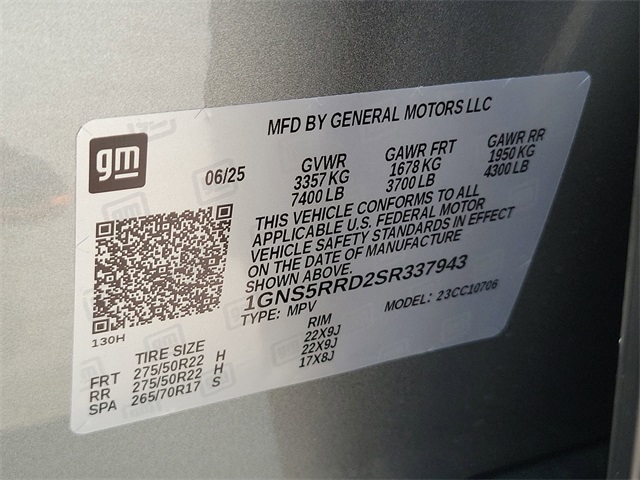 MFD BY GENERAL MOTORS LLC
gm
06/25
GVWR
3357 KG
7400 LB
GAWR FRT
1678 KG
3700 LB
GAWR RR
1950 KG
4300 LB
THIS VEHICLE CONFORMS TO ALL
APPLICABLE U.S. FEDERAL MOTOR
VEHICLE SAFETY STANDARDS IN EFFECT
ON THE DATE OF MANUFACTURE
SHOWN ABOVE.
1GNS5RRD2SR337943
TYPE: MPV MODEL: 23CC10706
130H
TIRE SIZE RIM
FRT 275/50R22 H 22X9J
RR 275/50R22 H 22X9J
SPA 265/70R17 S 17X8J